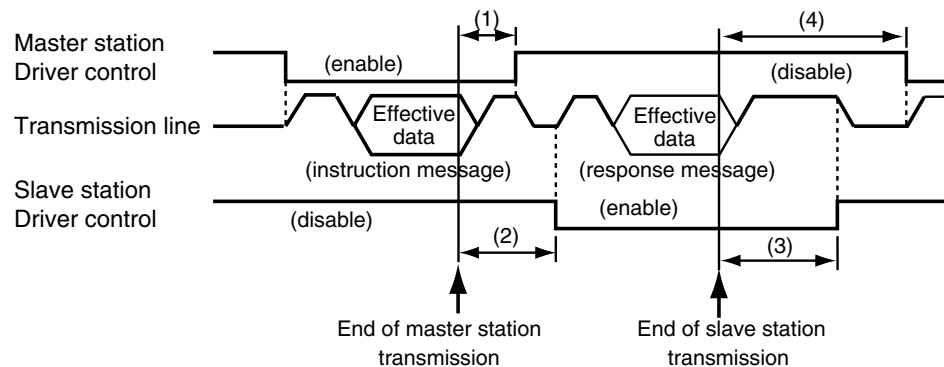 (1)
(4)
Master station
Driver control
(enable)
(disable)
Transmission line
Effective
data
Effective
data
(instruction message)
(response message)
Slave station
Driver control
(disable)
(enable)
(2)
(3)
End of master station
transmission
End of slave station
transmission